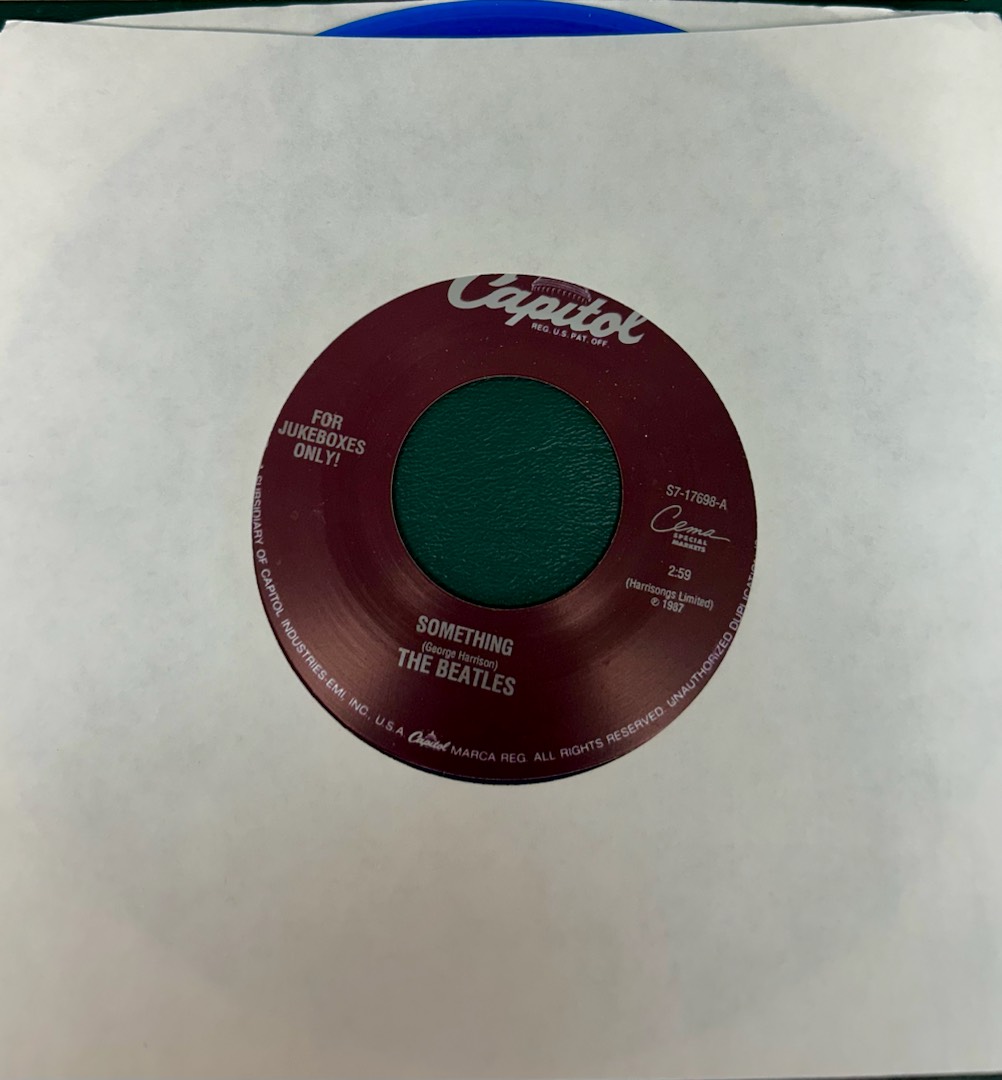 Capitol
REG. U.S. PAT. OFF.
FOR
JUKEBOXES
ONLY!
S7-17698-A
Cema
SPECIAL
MARKETS
2:59
(Harrisongs Limited)
℗ 1987
SOMETHING
(George Harrison)
THE BEATLES
SUBSIDIARY OF CAPITOL INDUSTRIES-EMI, INC., U.S.A. Capitol MARCA REG. ALL RIGHTS RESERVED. UNAUTHORIZED